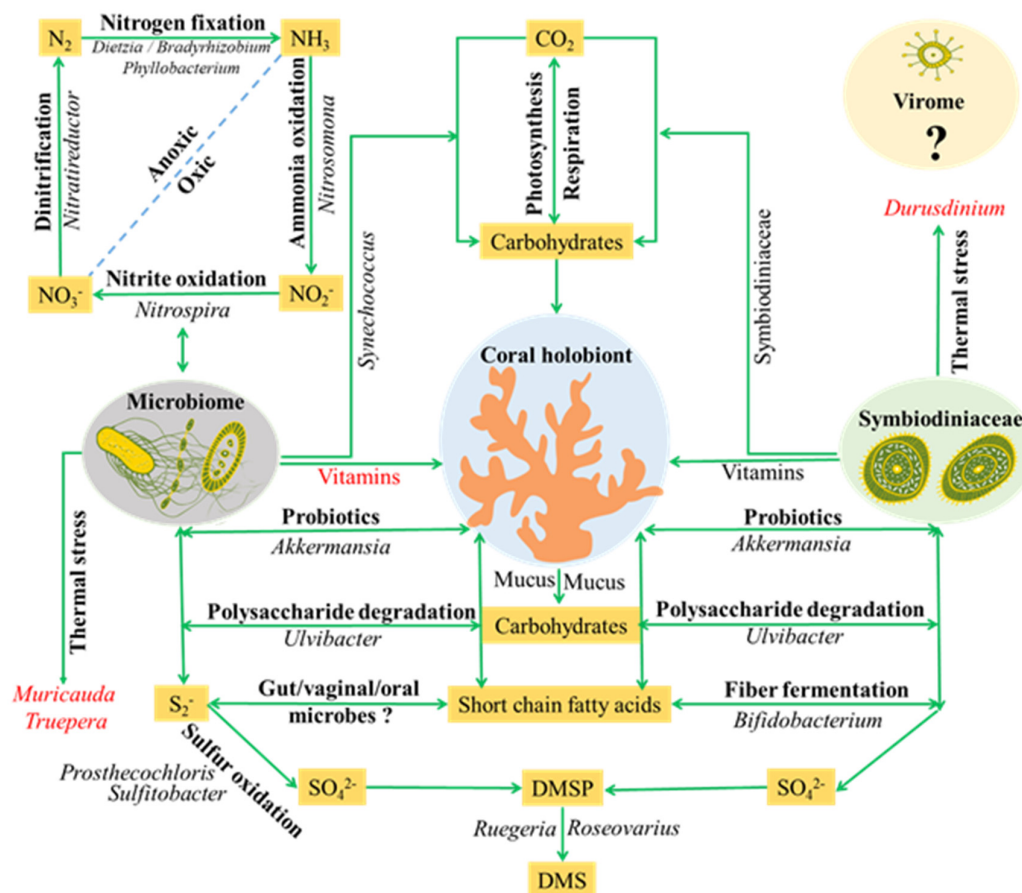 Nitrogen fixation
N₂
NH₃
Dietzia / Bradyrhizobium
Phyllobacterium
Dinitrification
Nitratireductor
Anoxic
Oxic
Ammonia oxidation
Nitrosomona
NO₃⁻
Nitrite oxidation
NO₂⁻
Nitrospira
CO₂
Photosynthesis
Respiration
Carbohydrates
Synechococcus
Symbiodiniaceae
Virome
?
Durusdinium
Thermal stress
Coral holobiont
Microbiome
Symbiodiniaceae
Vitamins
Vitamins
Probiotics
Akkermansia
Probiotics
Akkermansia
Mucus
Mucus
Thermal stress
Polysaccharide degradation
Ulvibacter
Carbohydrates
Polysaccharide degradation
Ulvibacter
Muricauda
Truepera
S₂⁻
Gut/vaginal/oral
microbes ?
Short chain fatty acids
Fiber fermentation
Bifidobacterium
Sulfur oxidation
Prosthecochloris
Sulfitobacter
SO₄²⁻
DMSP
SO₄²⁻
Ruegeria
Roseovarius
DMS